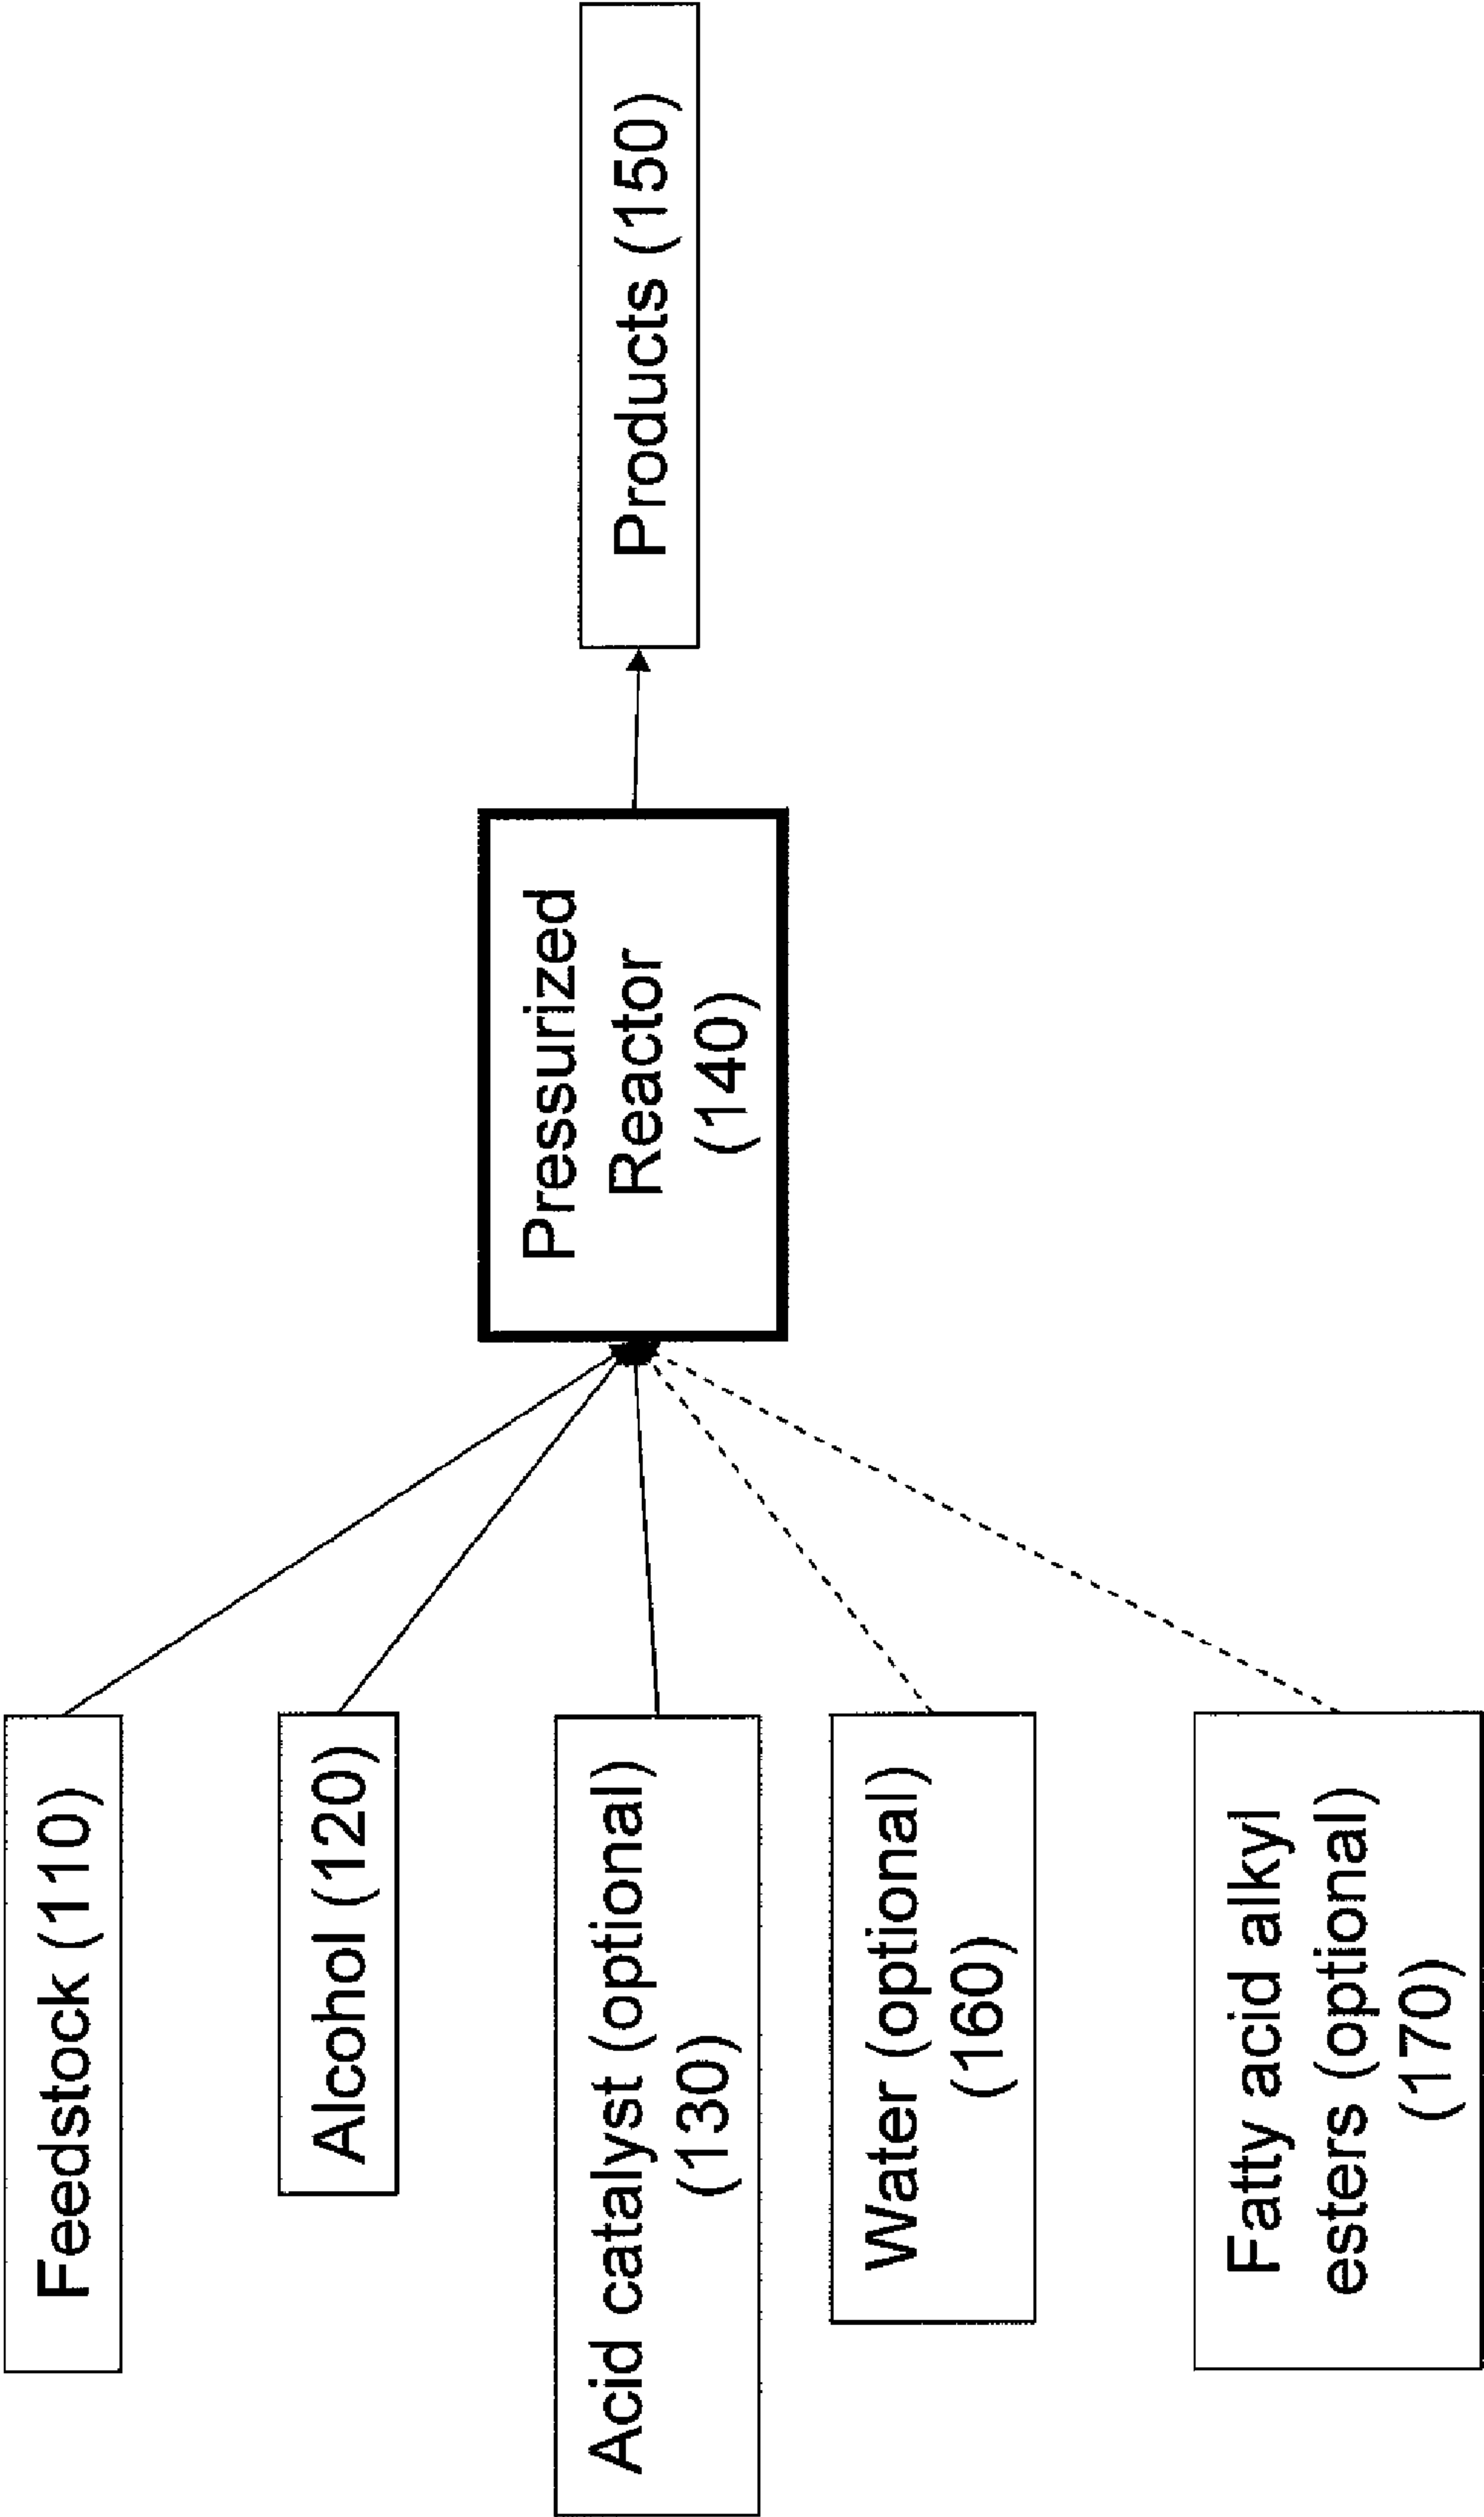 Feedstock (110)
Alcohol (120)
Acid catalyst (optional)
(130)
Water (optional)
(160)
Fatty acid alkyl
esters (optional)
(170)
Pressurized
Reactor
(140)
Products (150)